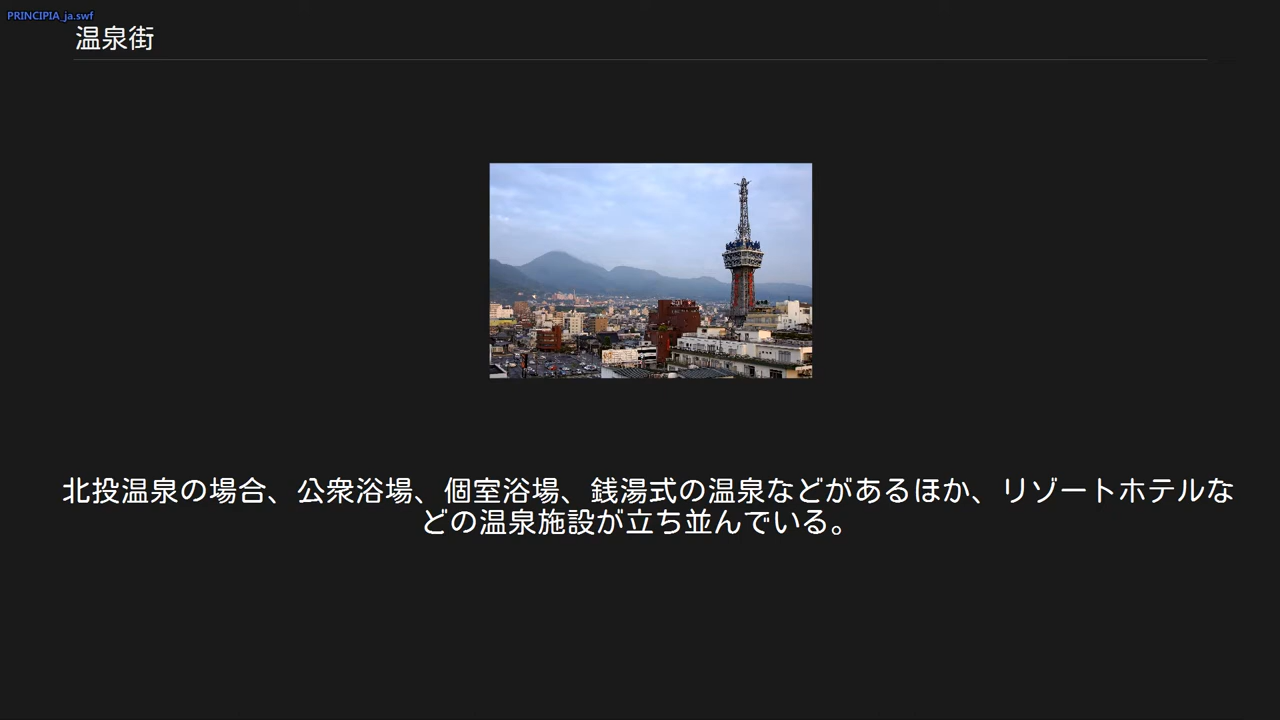 PRINCIPIA_ja.swf
温泉街
北投温泉の場合、公衆浴場、個室浴場、銭湯式の温泉などがあるほか、リゾートホテルな
どの温泉施設が立ち並んでいる。